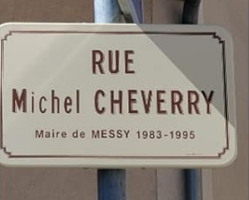 RUE
Michel CHEVERRY
Maire de MESSY 1983-1995